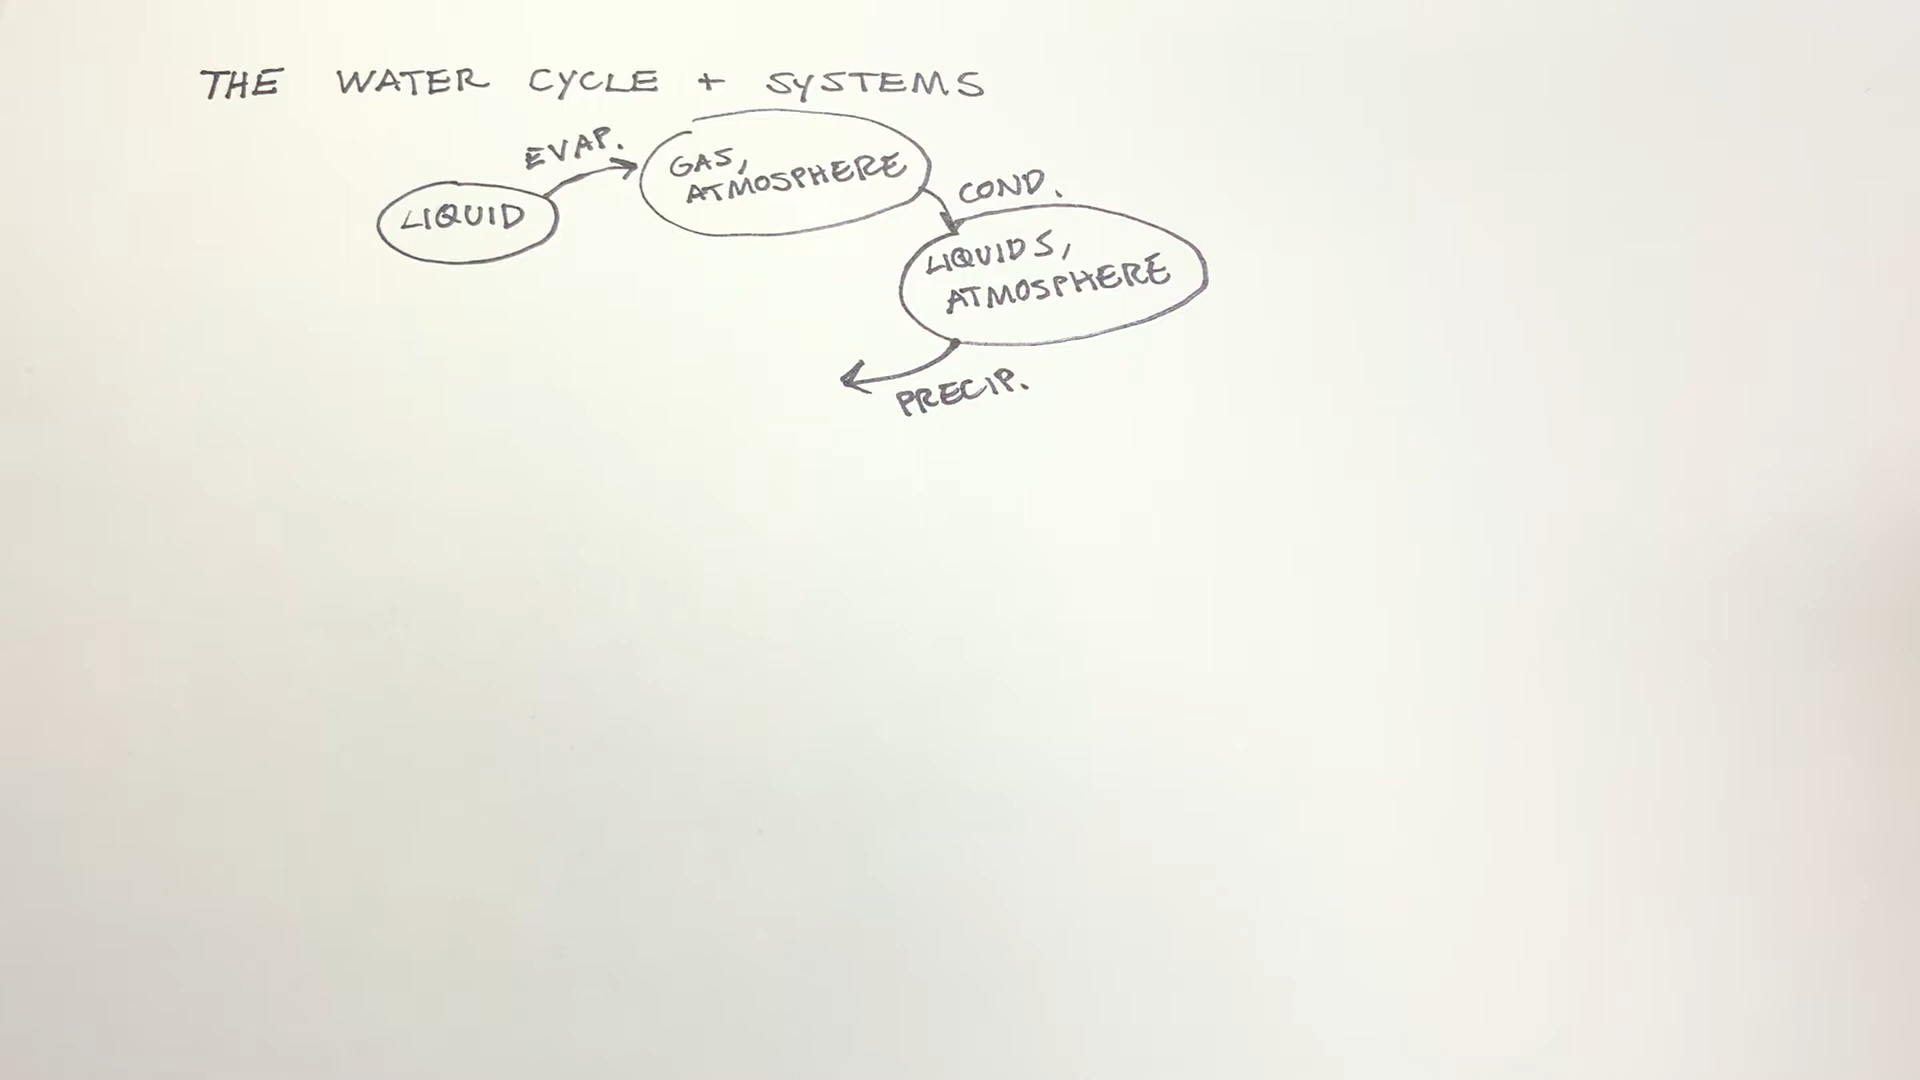 THE WATER CYCLE + SYSTEMS
EVAP.
LIQUID
GAS,
ATMOSPHERE
COND.
LIQUIDS,
ATMOSPHERE
PRECIP.